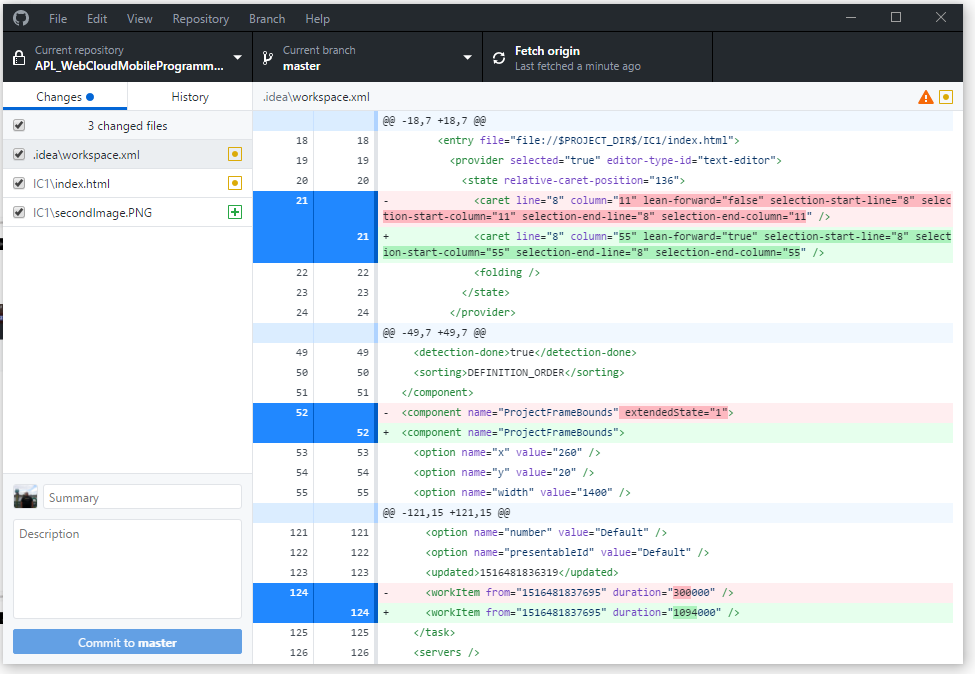 File Edit View Repository Branch Help
Current repository
APL_WebCloudMobileProgramm...
Current branch
master
Fetch origin
Last fetched a minute ago
Changes
History
3 changed files
.idea\workspace.xml
IC1\index.html
IC1\secondImage.PNG
Summary
Description
Commit to master
.idea\workspace.xml
@@ -18,7 +18,7 @@
18 18 <entry file="file://$PROJECT_DIR$/IC1/index.html">
19 19 <provider selected="true" editor-type-id="text-editor">
20 20 <state relative-caret-position="136">
21 - <caret line="8" column="11" lean-forward="false" selection-start-line="8" selec
tion-start-column="11" selection-end-line="8" selection-end-column="11" />
21 + <caret line="8" column="55" lean-forward="true" selection-start-line="8" select
ion-start-column="55" selection-end-line="8" selection-end-column="55" />
22 22 <folding />
23 23 </state>
24 24 </provider>
@@ -49,7 +49,7 @@
49 49 <detection-done>true</detection-done>
50 50 <sorting>DEFINITION_ORDER</sorting>
51 51 </component>
52 - <component name="ProjectFrameBounds" extendedState="1">
52 + <component name="ProjectFrameBounds">
53 53 <option name="x" value="260" />
54 54 <option name="y" value="20" />
55 55 <option name="width" value="1400" />
@@ -121,15 +121,15 @@
121 121 <option name="number" value="Default" />
122 122 <option name="presentableId" value="Default" />
123 123 <updated>1516481836319</updated>
124 - <workItem from="1516481837695" duration="300000" />
124 + <workItem from="1516481837695" duration="1094000" />
125 125 </task>
126 126 <servers />